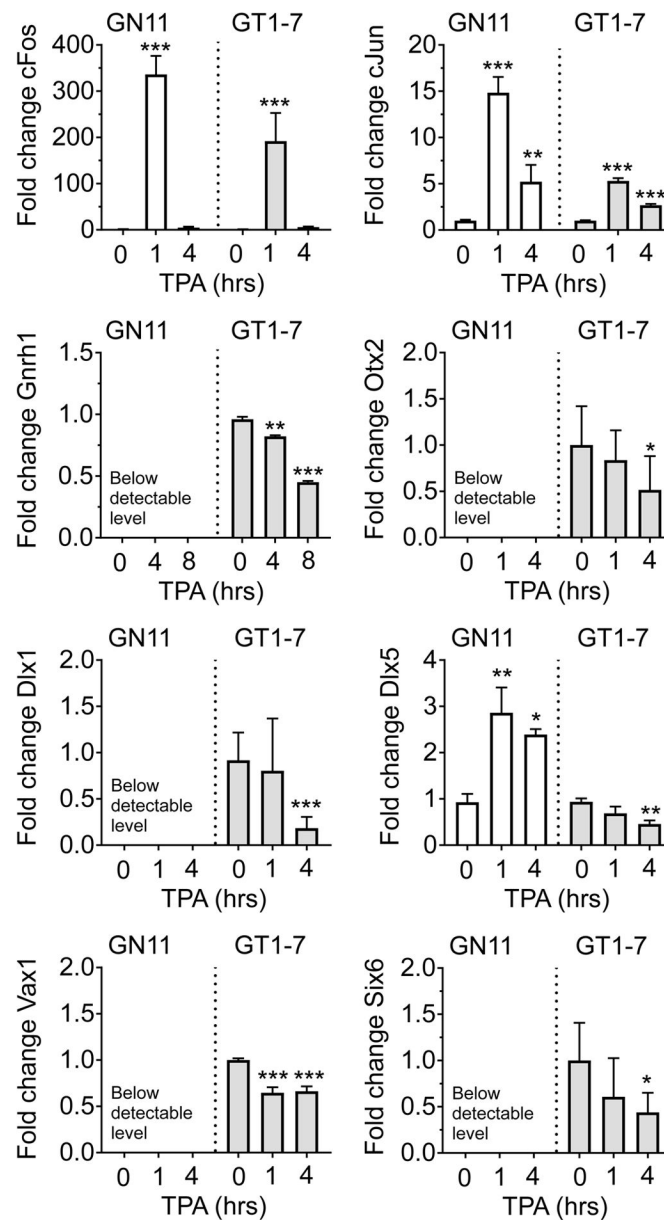 GN11 GT1-7
Fold change cFos
400
300
200
100
0
***
***
0 1 4 0 1 4
TPA (hrs)
GN11 GT1-7
Fold change cJun
20
15
10
5
0
***
**
***
***
0 1 4 0 1 4
TPA (hrs)
GN11 GT1-7
Fold change Gnrh1
1.5
1.0
0.5
0.0
Below
detectable
level
**
***
0 4 8 0 4 8
TPA (hrs)
GN11 GT1-7
Fold change Otx2
2.0
1.5
1.0
0.5
0.0
Below
detectable
level
*
0 1 4 0 1 4
TPA (hrs)
GN11 GT1-7
Fold change Dlx1
2.0
1.5
1.0
0.5
0.0
Below
detectable
level
***
0 1 4 0 1 4
TPA (hrs)
GN11 GT1-7
Fold change Dlx5
4
3
2
1
0
**
*
**
0 1 4 0 1 4
TPA (hrs)
GN11 GT1-7
Fold change Vax1
2.0
1.5
1.0
0.5
0.0
Below
detectable
level
*** ***
0 1 4 0 1 4
TPA (hrs)
GN11 GT1-7
Fold change Six6
2.0
1.5
1.0
0.5
0.0
Below
detectable
level
*
0 1 4 0 1 4
TPA (hrs)